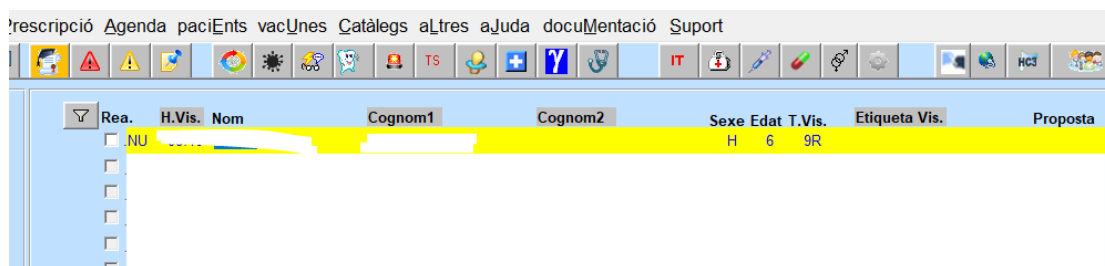 Prescripció Agenda paciEnts vacUnes Catàlegs aLtres aJuda docuMentació Suport
TS IT HC3
Rea. H.Vis. Nom Cognom1 Cognom2 Sexe Edat T.Vis. Etiqueta Vis. Proposta
NU H 6 9R